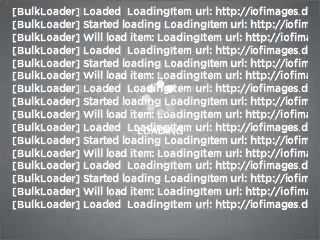 [BulkLoader] Loaded LoadingItem url: http://iofimages.d
[BulkLoader] Started loading LoadingItem url: http://iofim
[BulkLoader] Will load item: LoadingItem url: http://iofima
[BulkLoader] Loaded LoadingItem url: http://iofimages.d
[BulkLoader] Started loading LoadingItem url: http://iofim
[BulkLoader] Will load item: LoadingItem url: http://iofima
[BulkLoader] Loaded LoadingItem url: http://iofimages.d
[BulkLoader] Started loading LoadingItem url: http://iofim
[BulkLoader] Will load item: LoadingItem url: http://iofima
[BulkLoader] Loaded LoadingItem url: http://iofimages.d
LOADING
[BulkLoader] Started loading LoadingItem url: http://iofim
[BulkLoader] Will load item: LoadingItem url: http://iofima
[BulkLoader] Loaded LoadingItem url: http://iofimages.d
[BulkLoader] Started loading LoadingItem url: http://iofim
[BulkLoader] Will load item: LoadingItem url: http://iofima
[BulkLoader] Loaded LoadingItem url: http://iofimages.d